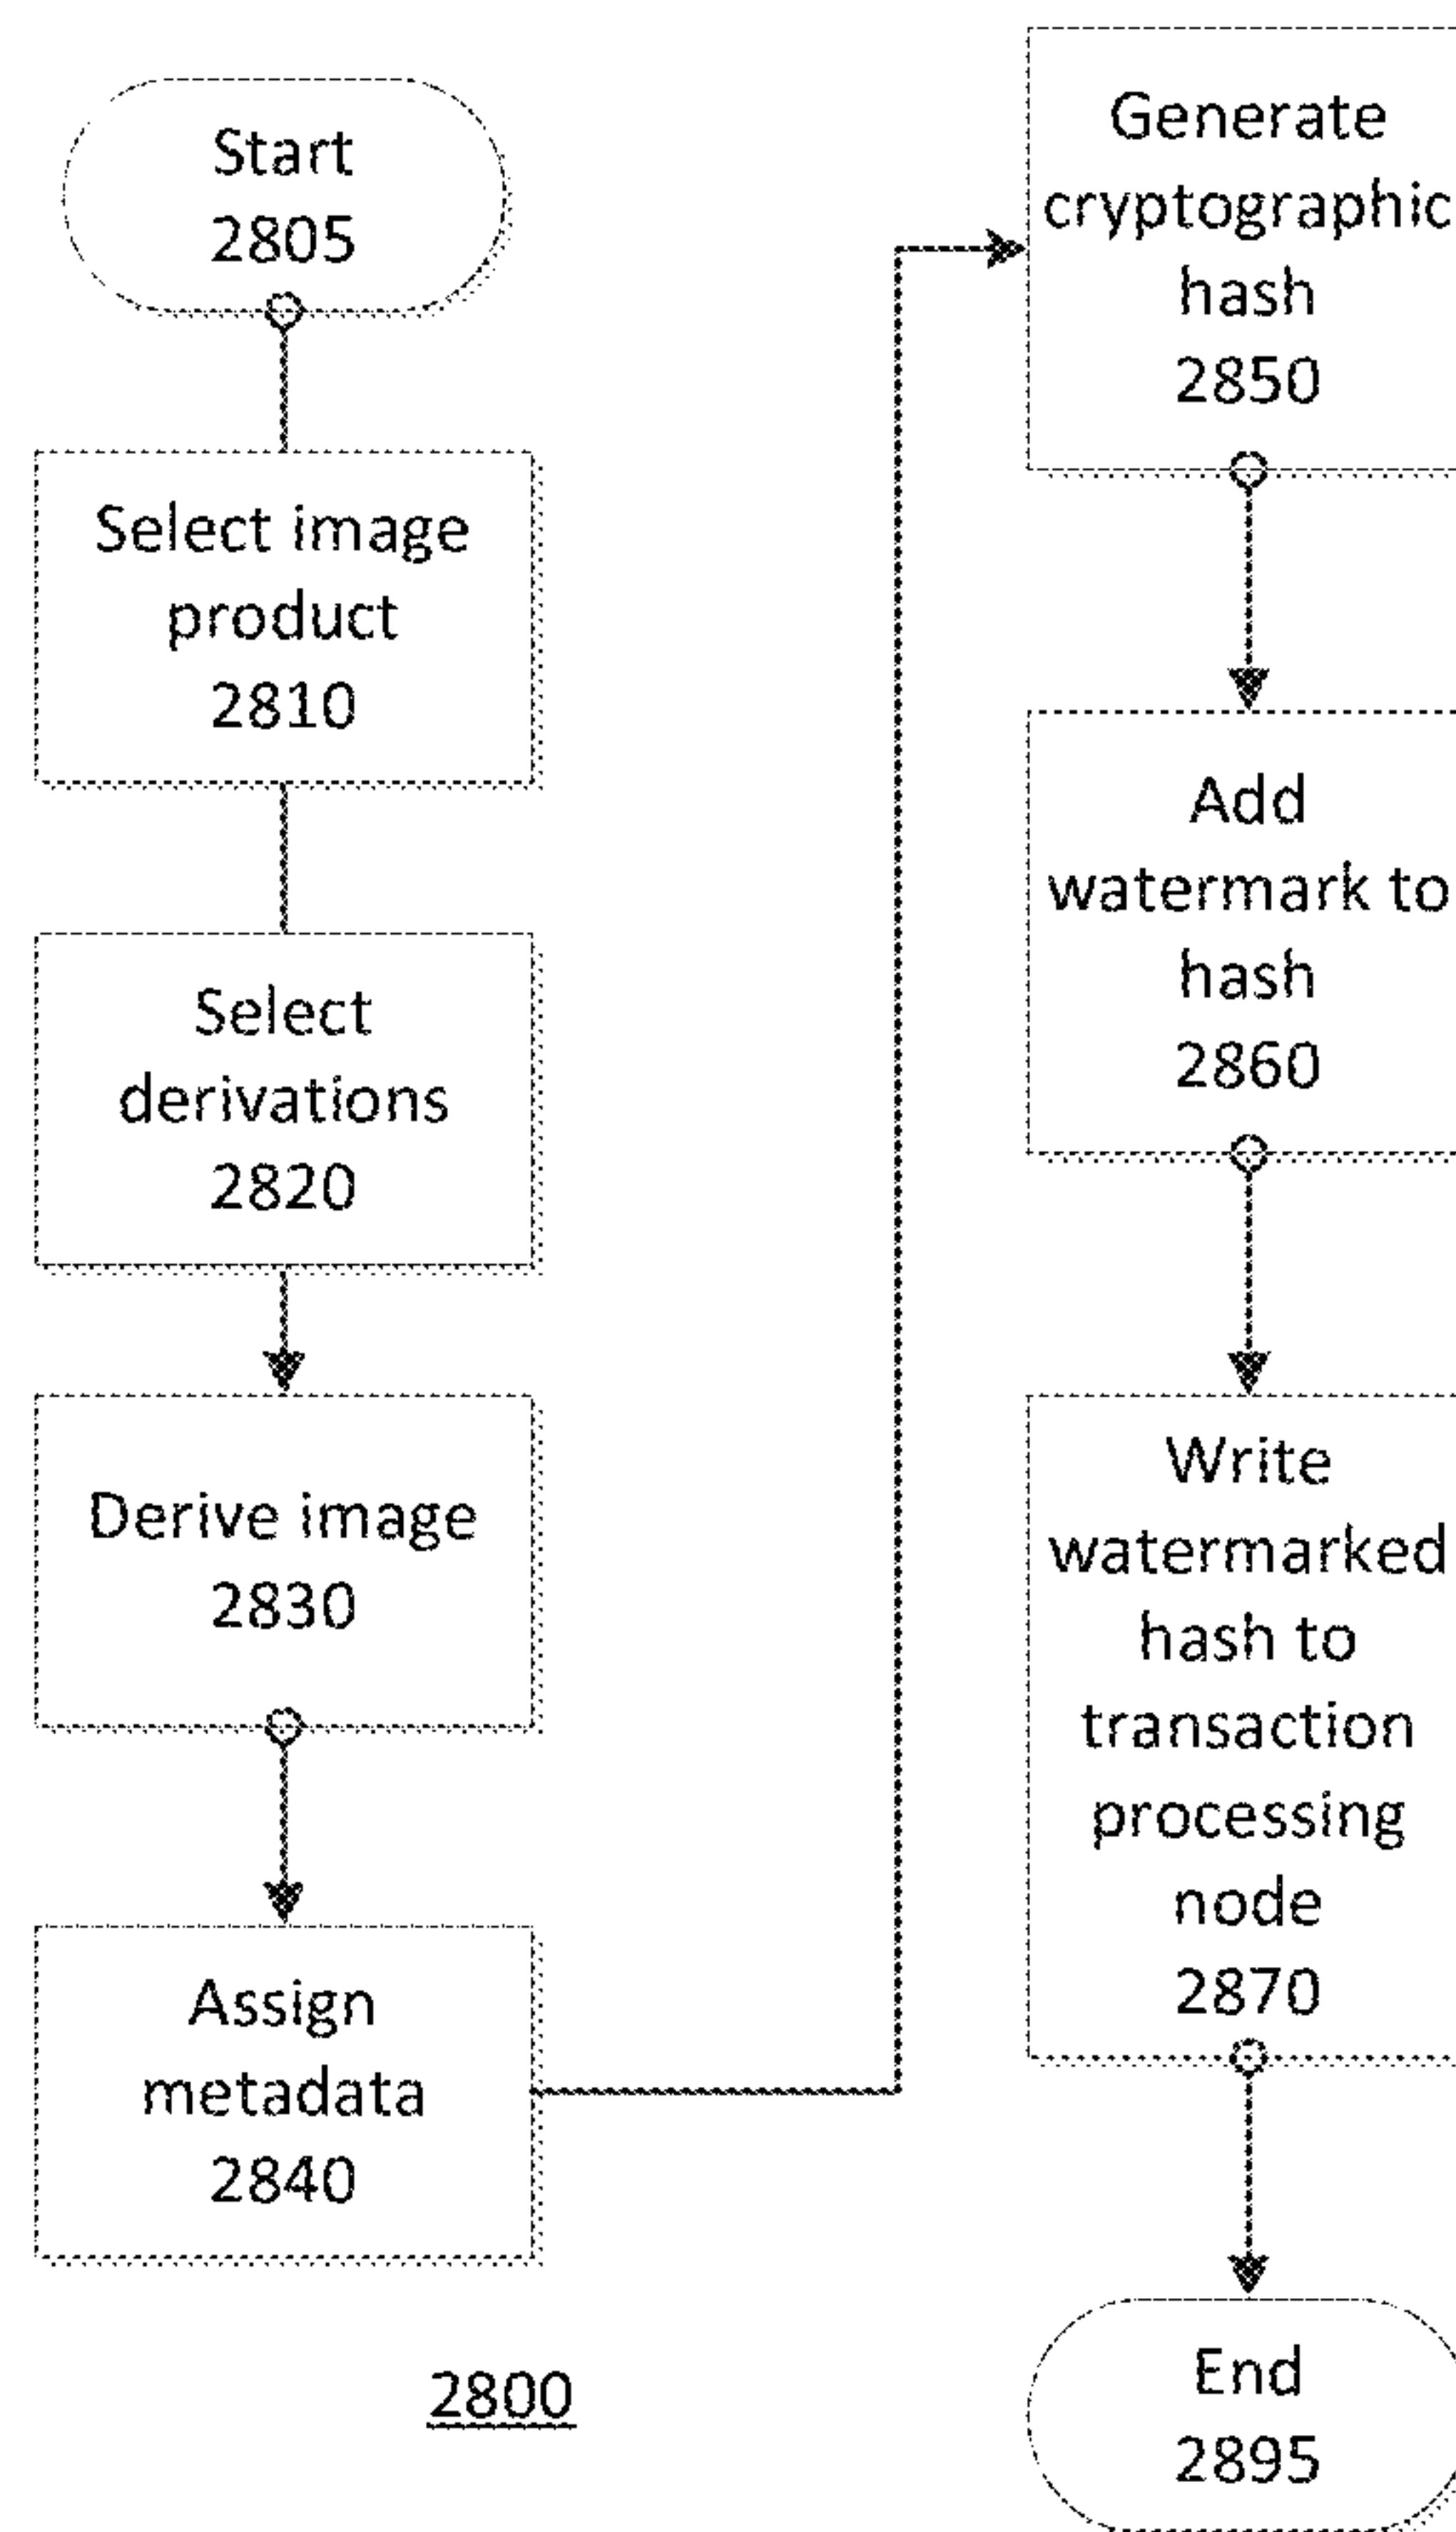 Start
2805
Select image
product
2810
Select
derivations
2820
Derive image
2830
Assign
metadata
2840
2800
Generate
cryptographic
hash
2850
Add
watermark to
hash
2860
Write
watermarked
hash to
transaction
processing
node
2870
End
2895